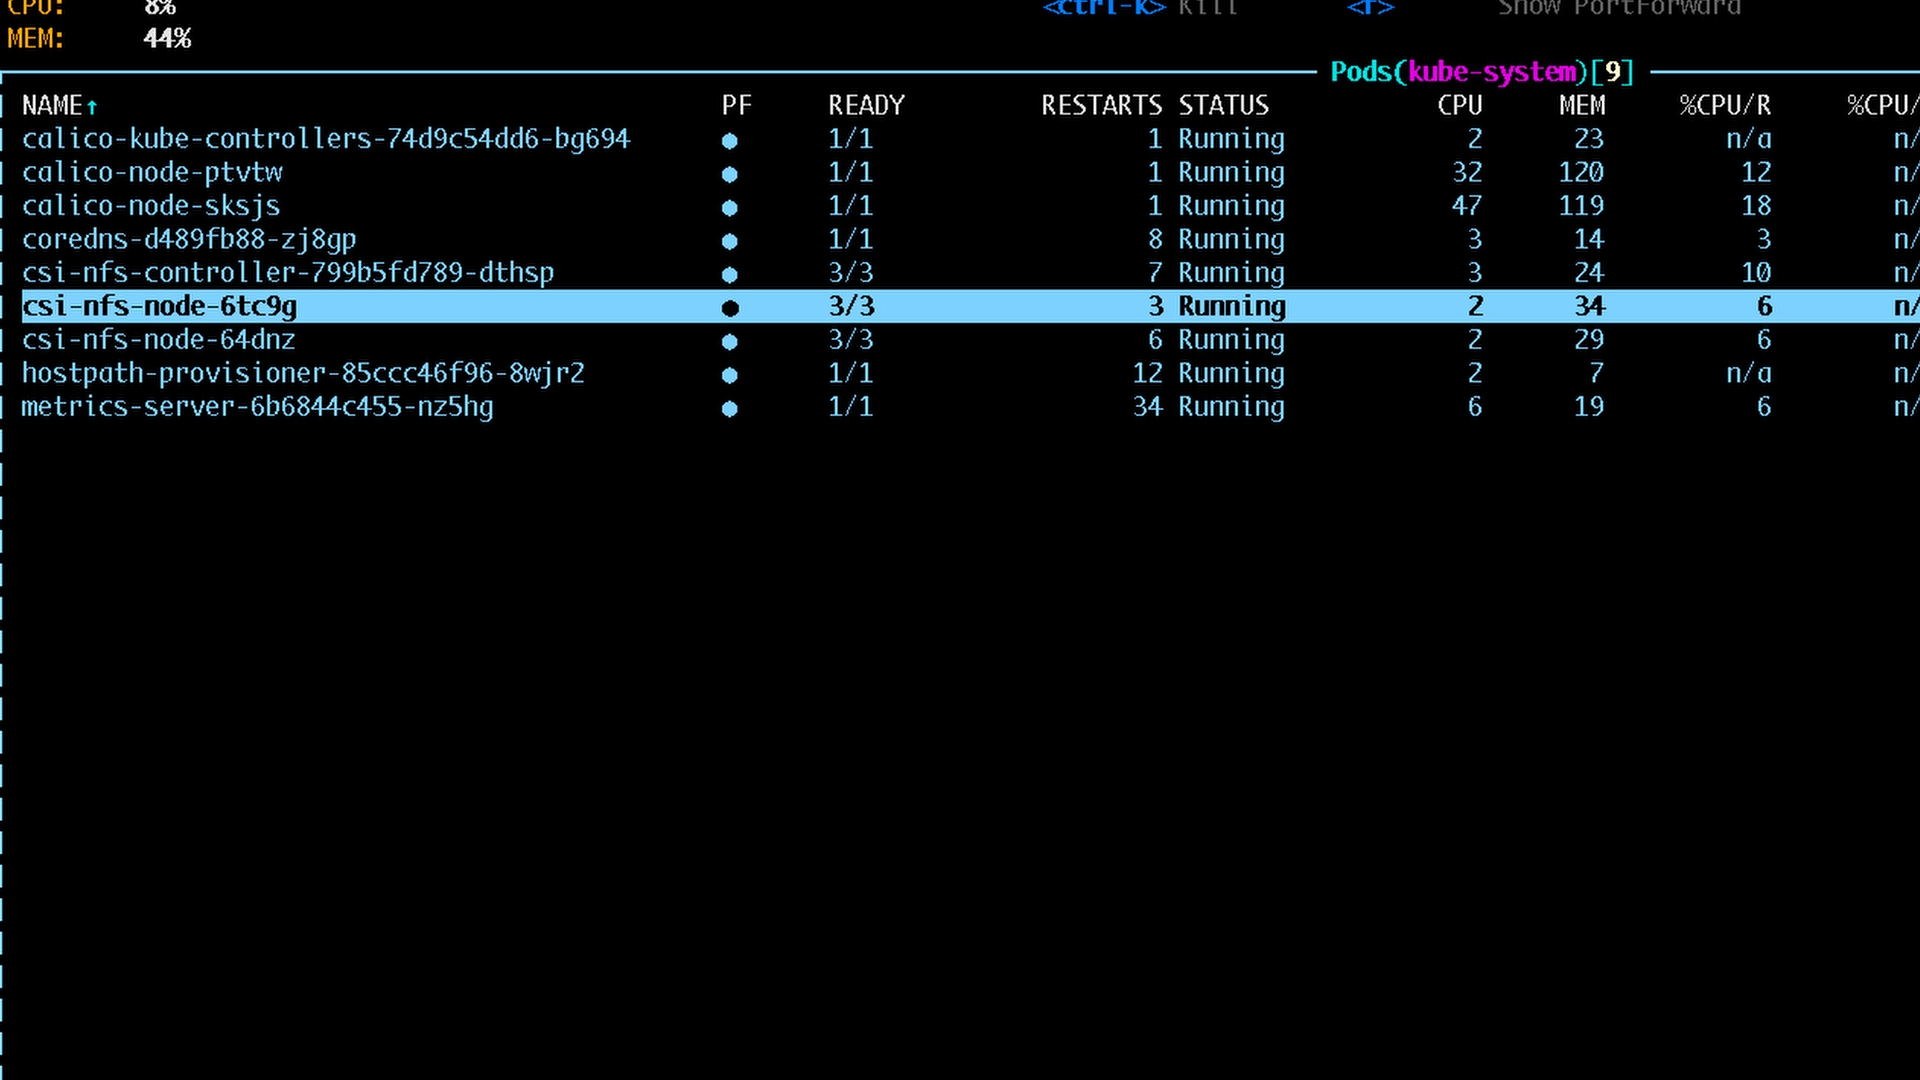 CPU: 8% <ctrl-k> Kill <f> Show PortForward
MEM: 44%
Pods(kube-system)[9]
NAME↑ PF READY RESTARTS STATUS CPU MEM %CPU/R %CPU/
calico-kube-controllers-74d9c54dd6-bg694 ● 1/1 1 Running 2 23 n/a n/
calico-node-ptvtw ● 1/1 1 Running 32 120 12 n/
calico-node-sksjs ● 1/1 1 Running 47 119 18 n/
coredns-d489fb88-zj8gp ● 1/1 8 Running 3 14 3 n/
csi-nfs-controller-799b5fd789-dthsp ● 3/3 7 Running 3 24 10 n/
csi-nfs-node-6tc9g ● 3/3 3 Running 2 34 6 n/
csi-nfs-node-64dnz ● 3/3 6 Running 2 29 6 n/
hostpath-provisioner-85ccc46f96-8wjr2 ● 1/1 12 Running 2 7 n/a n/
metrics-server-6b6844c455-nz5hg ● 1/1 34 Running 6 19 6 n/